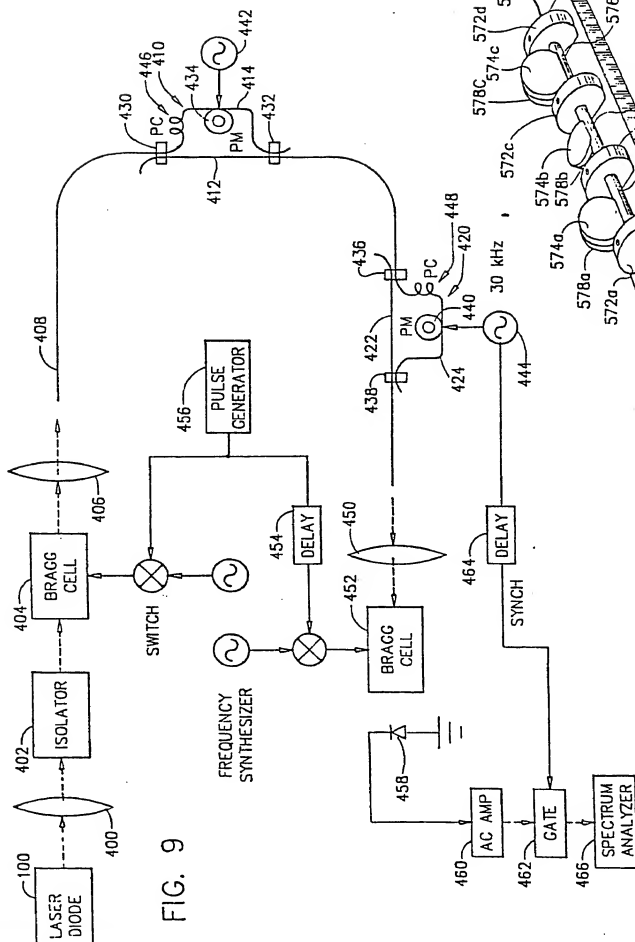 100
LASER
DIODE
400
402
ISOLATOR
404
BRAGG
CELL
406
408
SWITCH
456
PULSE
GENERATOR
454
DELAY
FREQUENCY
SYNTHESIZER
446
410
430
PC
434
442
414
PM
412
432
436
448
420
PC
422
PM
440
438
424
30 kHz
444
450
452
BRAGG
CELL
464
DELAY
SYNCH
458
460
AC AMP
462
GATE
466
SPECTRUM
ANALYZER
FIG. 9
572d
574c
578C
572c
574b
578b
574a
578a
572a